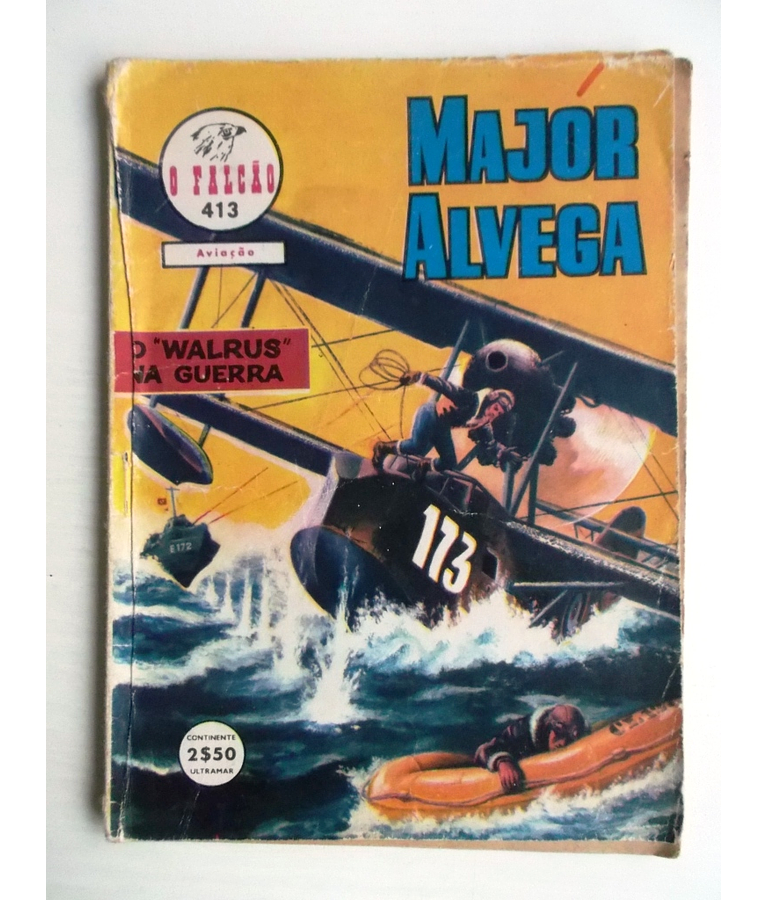 MAJOR
ALVEGA
O FALCÃO
413
Aviação
O "WALRUS"
NA GUERRA
E172
173
CONTINENTE
2$50
ULTRAMAR